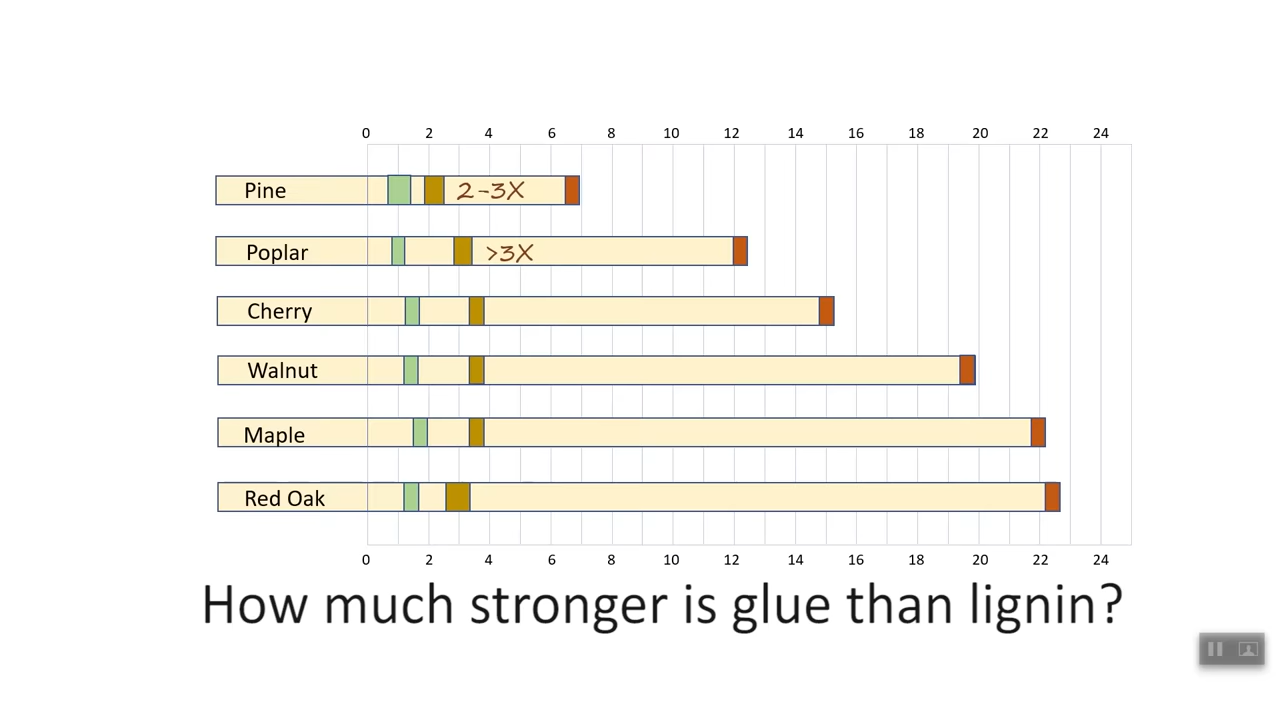 0 2 4 6 8 10 12 14 16 18 20 22 24
Pine 2-3X
Poplar >3X
Cherry
Walnut
Maple
Red Oak
0 2 4 6 8 10 12 14 16 18 20 22 24
How much stronger is glue than lignin?